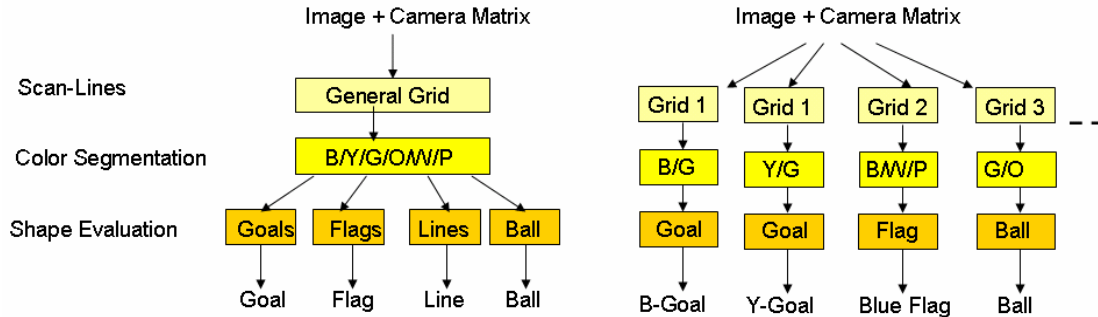 Image + Camera Matrix
Scan-Lines
General Grid
Color Segmentation
B/Y/G/O/W/P
Shape Evaluation
Goals Flags Lines Ball
Goal Flag Line Ball
Image + Camera Matrix
Grid 1 Grid 1 Grid 2 Grid 3
B/G Y/G B/W/P G/O
Goal Goal Flag Ball
B-Goal Y-Goal Blue Flag Ball